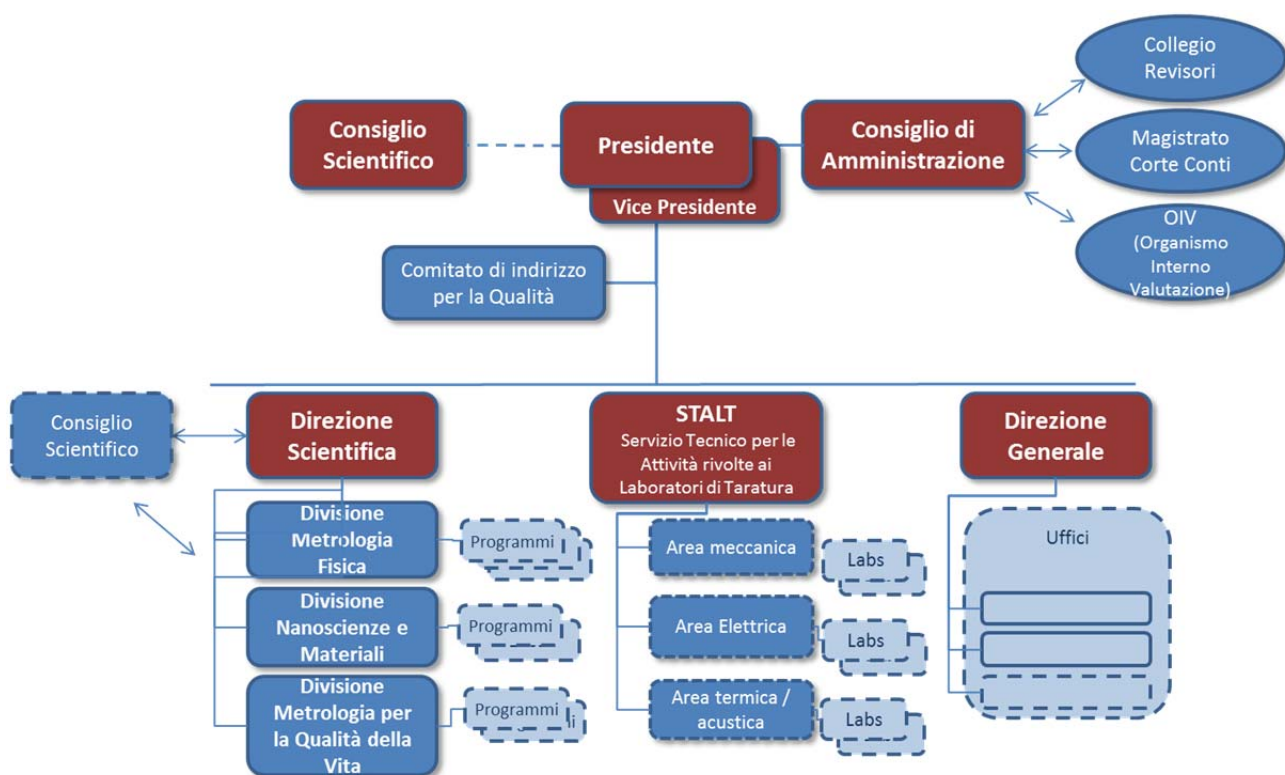 Collegio
Revisori
Consiglio
Scientifico
Presidente
Vice Presidente
Consiglio di
Amministrazione
Magistrato
Corte Conti
OIV
(Organismo
Interno
Valutazione)
Comitato di indirizzo
per la Qualità
Consiglio
Scientifico
Direzione
Scientifica
STALT
Servizio Tecnico per le
Attività rivolte ai
Laboratori di Taratura
Direzione
Generale
Divisione
Metrologia
Fisica
Programmi
Divisione
Nanoscienze e
Materiali
Programmi
Divisione
Metrologia per
la Qualità della
Vita
Programmi
Area meccanica
Labs
Area Elettrica
Labs
Area termica /
acustica
Labs
Uffici